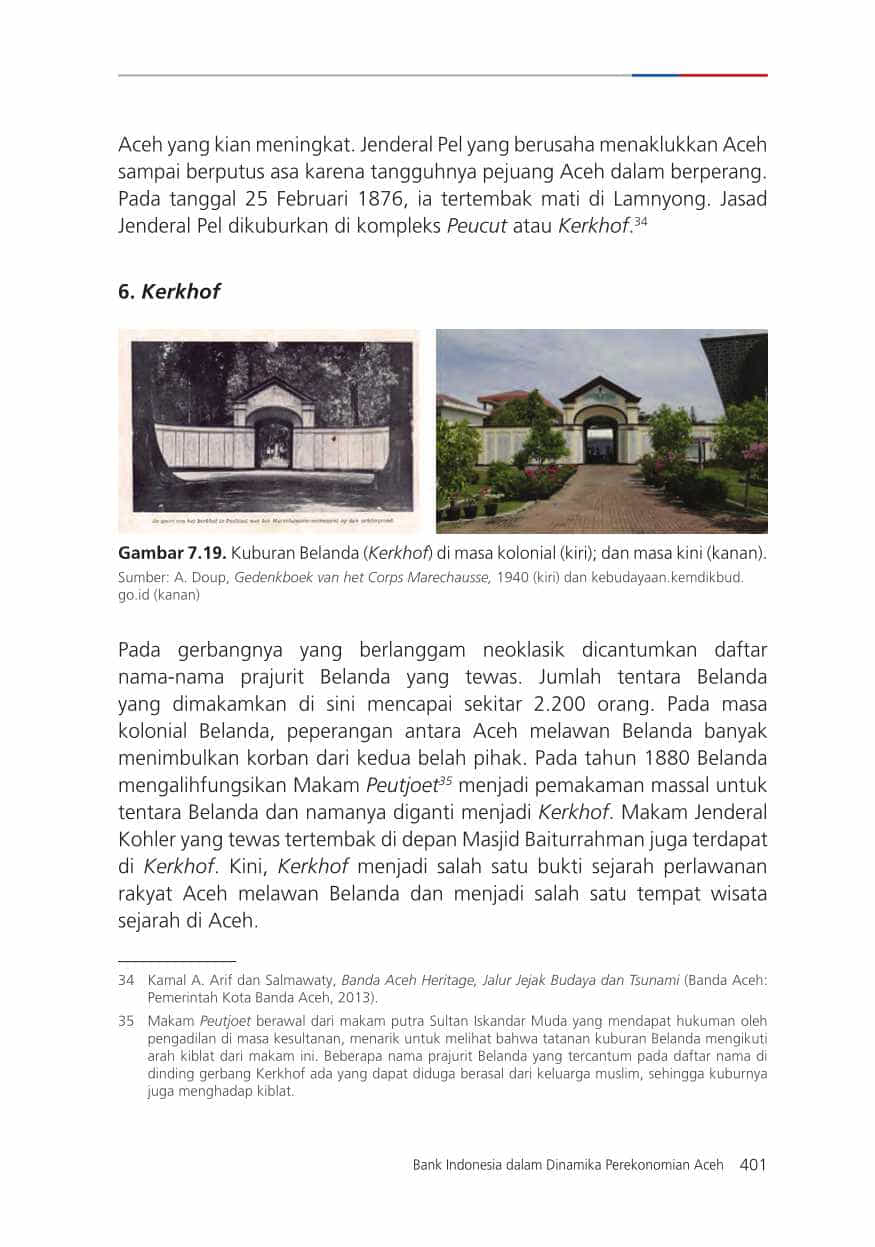 Aceh yang kian meningkat. Jenderal Pel yang berusaha menaklukkan Aceh
sampai berputus asa karena tangguhnya pejuang Aceh dalam berperang.
Pada tanggal 25 Februari 1876, ia tertembak mati di Lamnyong. Jasad
Jenderal Pel dikuburkan di kompleks Peucut atau Kerkhof.34
6. Kerkhof
Gambar 7.19. Kuburan Belanda (Kerkhof) di masa kolonial (kiri); dan masa kini (kanan).
Sumber: A. Doup, Gedenkboek van het Corps Marechausse, 1940 (kiri) dan kebudayaan.kemdikbud.
go.id (kanan)
Pada gerbangnya yang berlanggam neoklasik dicantumkan daftar
nama-nama prajurit Belanda yang tewas. Jumlah tentara Belanda
yang dimakamkan di sini mencapai sekitar 2.200 orang. Pada masa
kolonial Belanda, peperangan antara Aceh melawan Belanda banyak
menimbulkan korban dari kedua belah pihak. Pada tahun 1880 Belanda
mengalihfungsikan Makam Peutjoet35 menjadi pemakaman massal untuk
tentara Belanda dan namanya diganti menjadi Kerkhof. Makam Jenderal
Kohler yang tewas tertembak di depan Masjid Baiturrahman juga terdapat
di Kerkhof. Kini, Kerkhof menjadi salah satu bukti sejarah perlawanan
rakyat Aceh melawan Belanda dan menjadi salah satu tempat wisata
sejarah di Aceh.
34 Kamal A. Arif dan Salmawaty, Banda Aceh Heritage, Jalur Jejak Budaya dan Tsunami (Banda Aceh:
Pemerintah Kota Banda Aceh, 2013).
35 Makam Peutjoet berawal dari makam putra Sultan Iskandar Muda yang mendapat hukuman oleh
pengadilan di masa kesultanan, menarik untuk melihat bahwa tatanan kuburan Belanda mengikuti
arah kiblat dari makam ini. Beberapa nama prajurit Belanda yang tercantum pada daftar nama di
dinding gerbang Kerkhof ada yang dapat diduga berasal dari keluarga muslim, sehingga kuburnya
juga menghadap kiblat.
Bank Indonesia dalam Dinamika Perekonomian Aceh 401